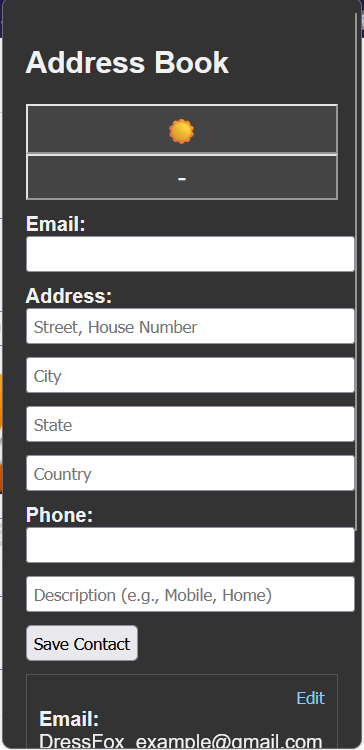 Address Book
-
Email:
Address:
Street, House Number
City
State
Country
Phone:
Description (e.g., Mobile, Home)
Save Contact
Edit
Email:
DressFox_example@gmail.com